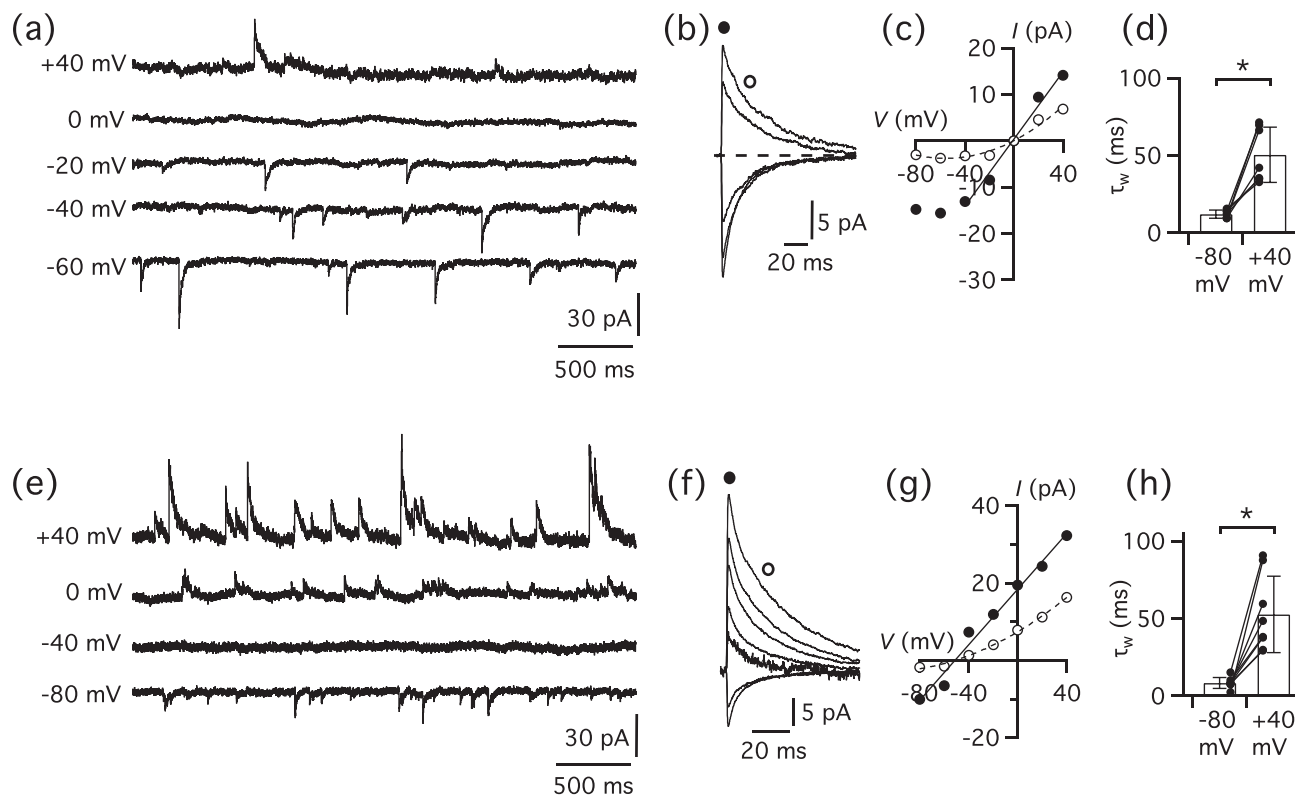 (a)
+40 mV
0 mV
-20 mV
-40 mV
-60 mV
30 pA
500 ms
(b)
5 pA
20 ms
(c)
I (pA)
20
10
V (mV)
-80 -40 40
-10
-20
-30
(d)
*
100
50
0
τw (ms)
-80 +40
mV mV
(e)
+40 mV
0 mV
-40 mV
-80 mV
30 pA
500 ms
(f)
5 pA
20 ms
(g)
I (pA)
40
20
V (mV)
-80 -40 40
-20
(h)
*
100
50
0
τw (ms)
-80 +40
mV mV